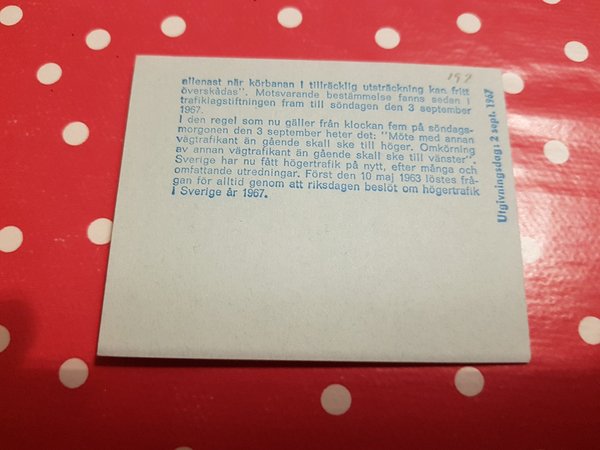 allenast när körbanan i tillräcklig utsträckning kan fritt
överskådas". Motsvarande bestämmelse fanns sedan i
trafiklagstiftningen fram till söndagen den 3 september
1967.
I den regel som nu gäller från klockan fem på söndags-
morgonen den 3 september heter det: "Möte med annan
vägtrafikant än gående skall ske till höger. Omkörning
av annan vägtrafikant än gående skall ske till vänster".
Sverige har nu fått högertrafik på nytt, efter många och
omfattande utredningar. Först den 10 maj 1963 löstes frå-
gan för alltid genom att riksdagen beslöt om högertrafik
i Sverige år 1967.
Utgivningsdag: 2 sept. 1967